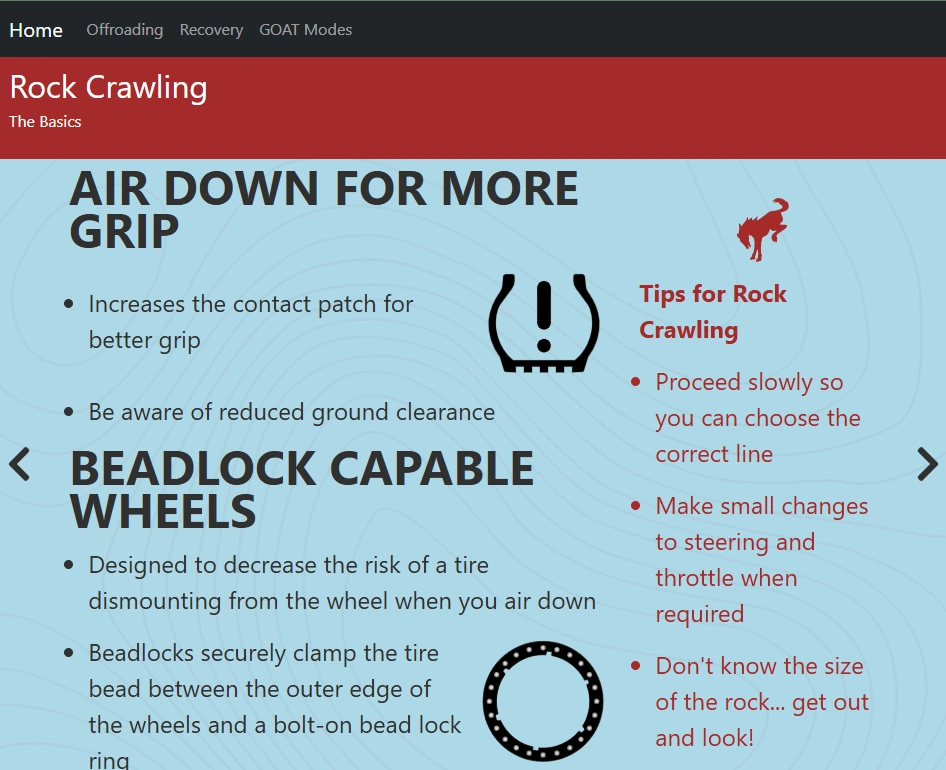 Home Offroading Recovery GOAT Modes
Rock Crawling
The Basics
AIR DOWN FOR MORE
GRIP
Increases the contact patch for
better grip
Be aware of reduced ground clearance
BEADLOCK CAPABLE
WHEELS
Designed to decrease the risk of a tire
dismounting from the wheel when you air down
Beadlocks securely clamp the tire
bead between the outer edge of
the wheels and a bolt-on bead lock
ring
Tips for Rock
Crawling
Proceed slowly so
you can choose the
correct line
Make small changes
to steering and
throttle when
required
Don't know the size
of the rock... get out
and look!